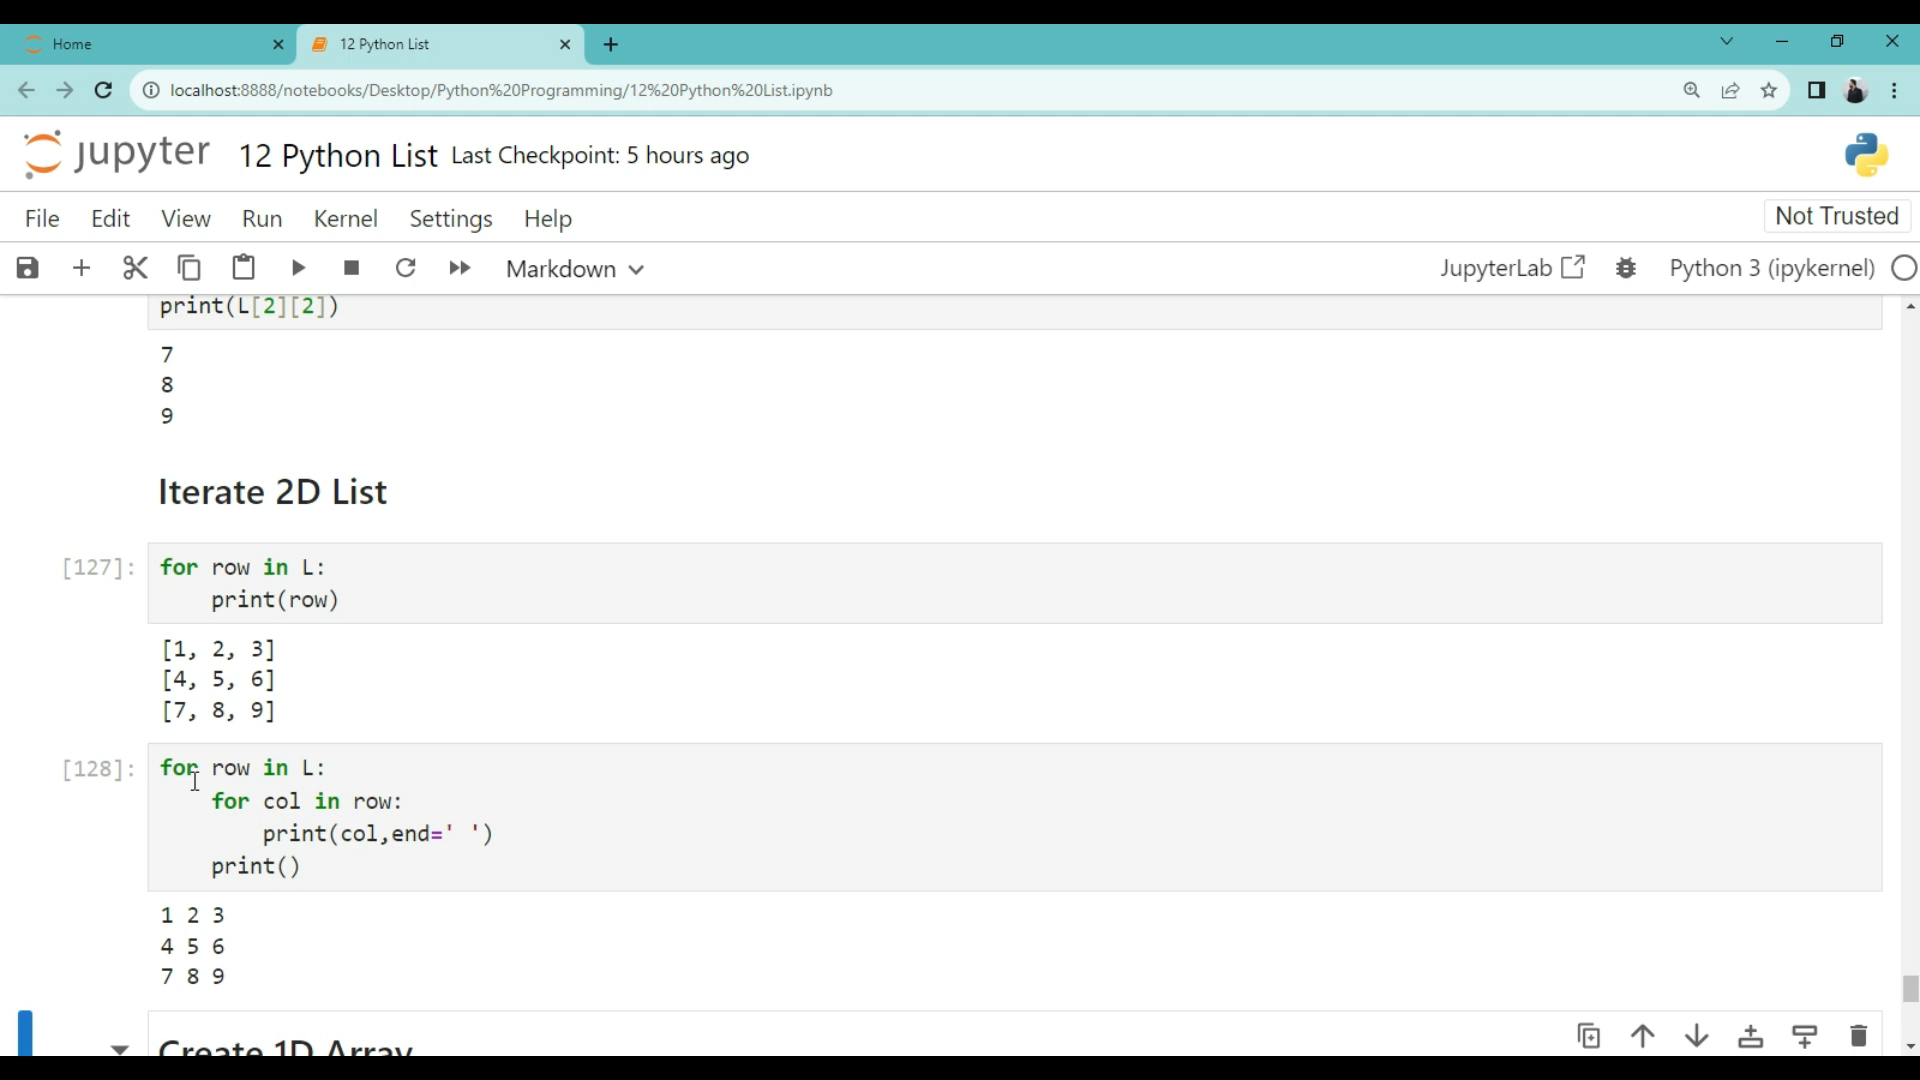 Home
12 Python List
localhost:8888/notebooks/Desktop/Python%20Programming/12%20Python%20List.ipynb
jupyter 12 Python List Last Checkpoint: 5 hours ago
File Edit View Run Kernel Settings Help Not Trusted
Markdown JupyterLab Python 3 (ipykernel)
print(L[2][2])
7
8
9
Iterate 2D List
[127]: for row in L:
print(row)
[1, 2, 3]
[4, 5, 6]
[7, 8, 9]
[128]: for row in L:
for col in row:
print(col,end=' ')
print()
1 2 3
4 5 6
7 8 9
Create 1D Array